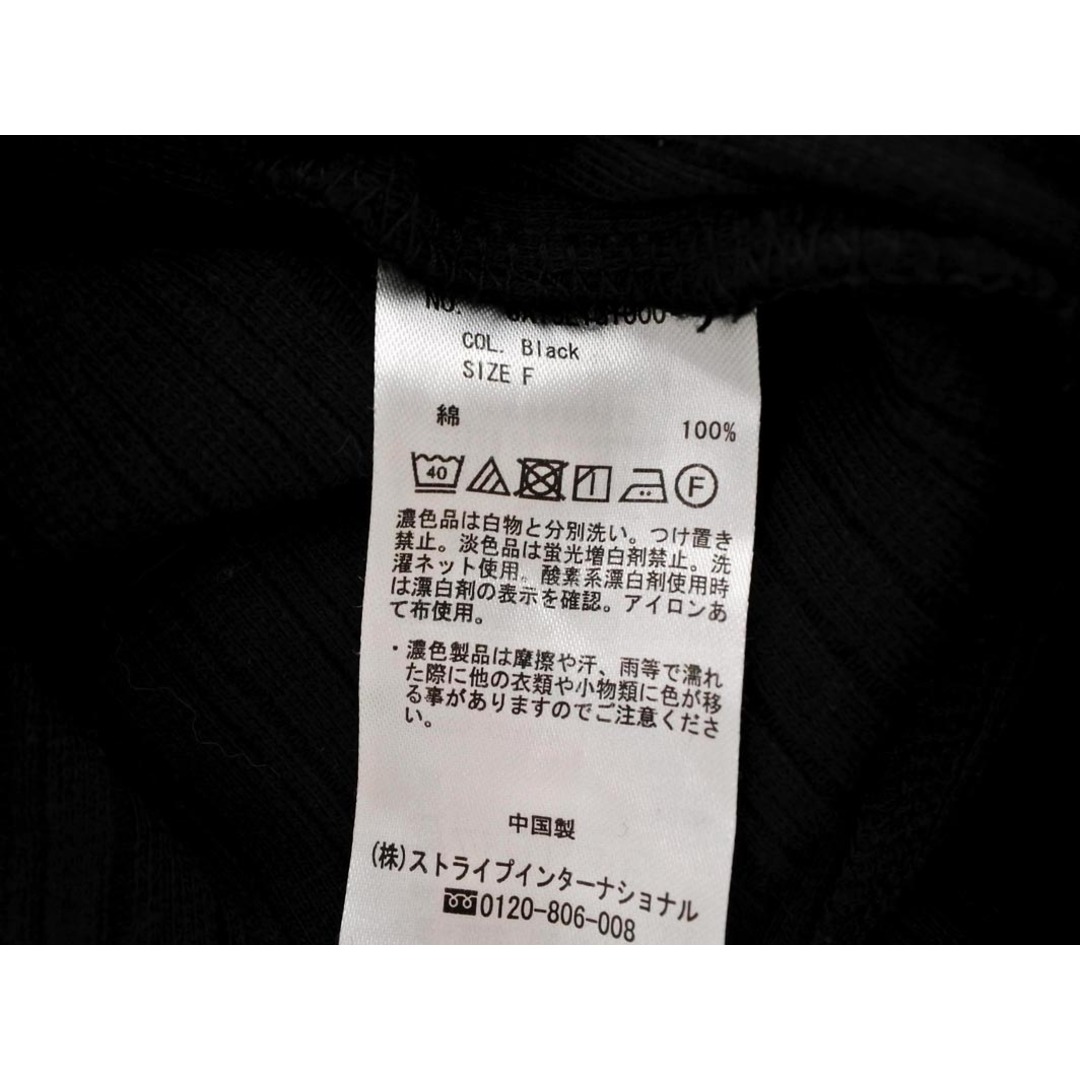 No.
COL. Black
SIZE F
綿 100%
40 F
濃色品は白物と分別洗い。つけ置き
禁止。淡色品は蛍光増白剤禁止。洗
濯ネット使用。酸素系漂白剤使用時
は漂白剤の表示を確認。アイロンあ
て布使用。
・濃色製品は摩擦や汗、雨等で濡れ
た際に他の衣類や小物類に色が移
る事がありますのでご注意くださ
い。
中国製
(株)ストライプインターナショナル
0120-806-008